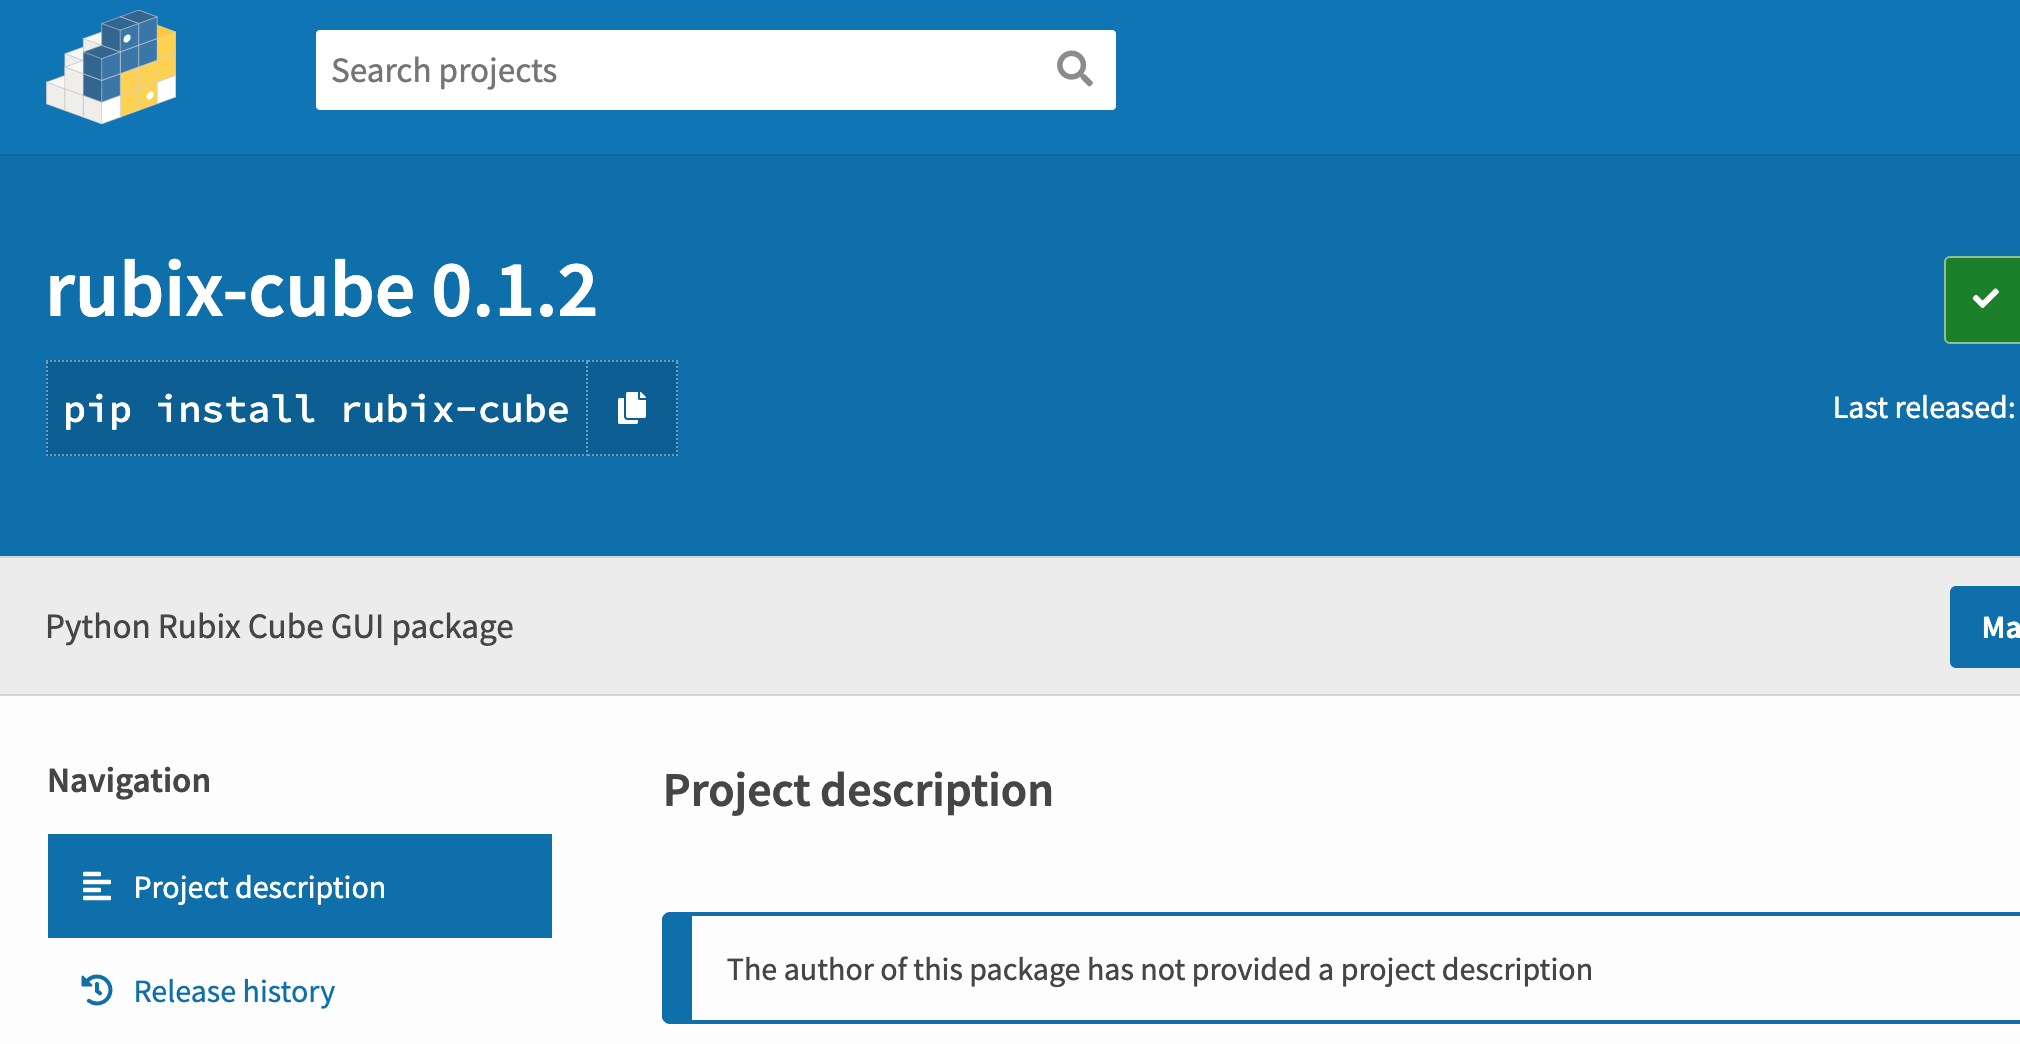 Search projects
rubix-cube 0.1.2
pip install rubix-cube
Last released:
Python Rubix Cube GUI package
Ma
Navigation
Project description
Project description
The author of this package has not provided a project description
Release history